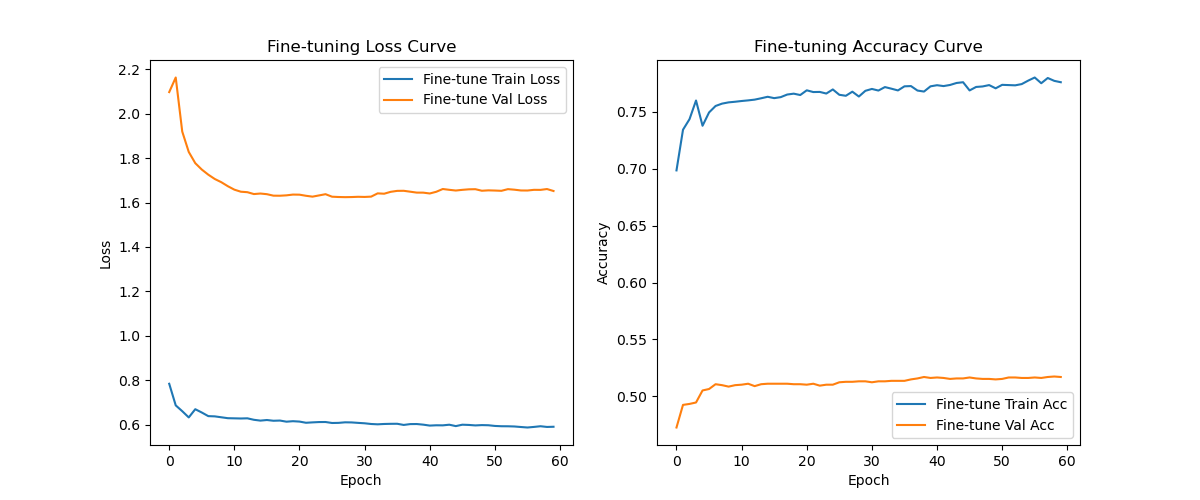 Fine-tuning Loss Curve
Fine-tune Train Loss
Fine-tune Val Loss
2.2
2.0
1.8
1.6
1.4
1.2
1.0
0.8
0.6
Loss
0 10 20 30 40 50 60
Epoch
Fine-tuning Accuracy Curve
0.75
0.70
0.65
0.60
0.55
0.50
Accuracy
Fine-tune Train Acc
Fine-tune Val Acc
0 10 20 30 40 50 60
Epoch